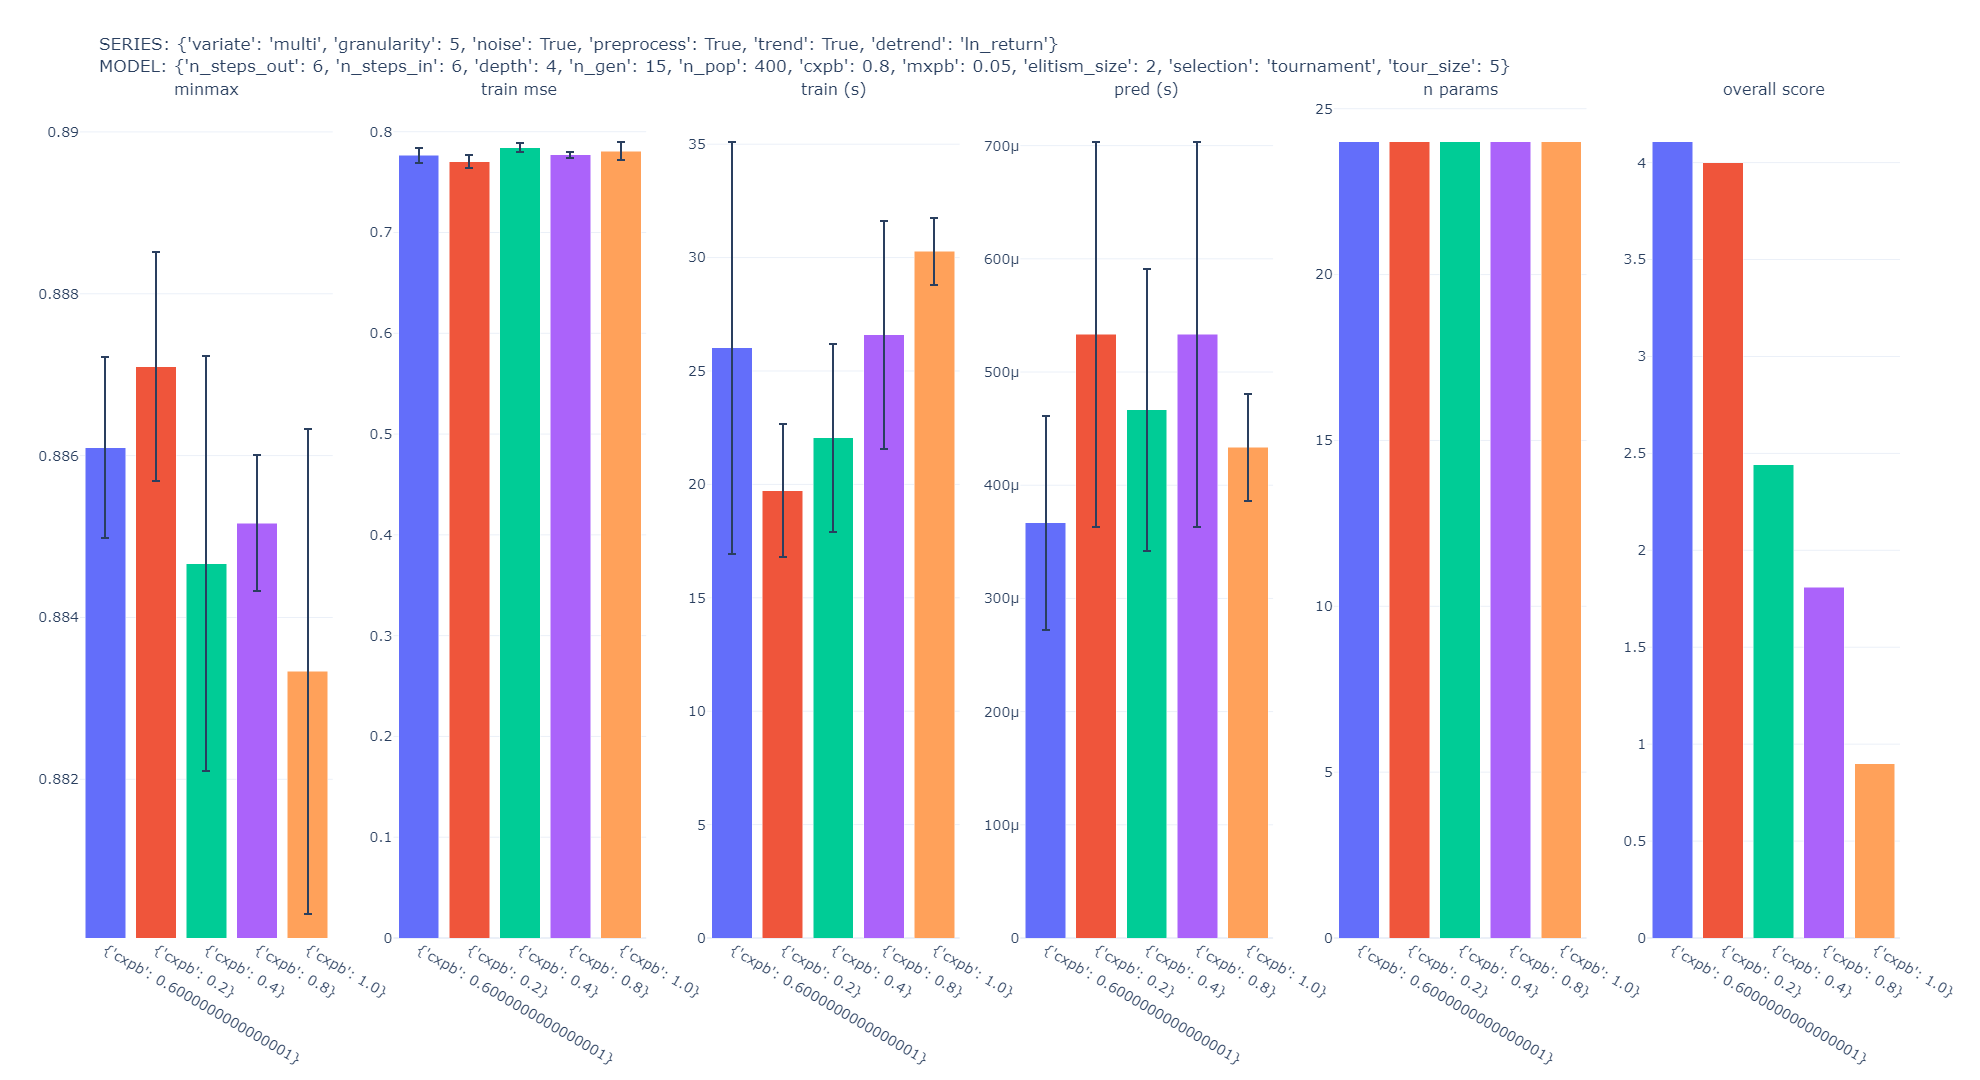 SERIES: {'variate': 'multi', 'granularity': 5, 'noise': True, 'preprocess': True, 'trend': True, 'detrend': 'ln_return'}
MODEL: {'n_steps_out': 6, 'n_steps_in': 6, 'depth': 4, 'n_gen': 15, 'n_pop': 400, 'cxpb': 0.8, 'mxpb': 0.05, 'elitism_size': 2, 'selection': 'tournament', 'tour_size': 5}
minmax
0.89
0.888
0.886
0.884
0.882
{'cxpb': 0.6000000000000001}
{'cxpb': 0.2}
{'cxpb': 0.4}
{'cxpb': 0.8}
{'cxpb': 1.0}
train mse
0.8
0.7
0.6
0.5
0.4
0.3
0.2
0.1
0
{'cxpb': 0.6000000000000001}
{'cxpb': 0.2}
{'cxpb': 0.4}
{'cxpb': 0.8}
{'cxpb': 1.0}
train (s)
35
30
25
20
15
10
5
0
{'cxpb': 0.6000000000000001}
{'cxpb': 0.2}
{'cxpb': 0.4}
{'cxpb': 0.8}
{'cxpb': 1.0}
pred (s)
700μ
600μ
500μ
400μ
300μ
200μ
100μ
0
{'cxpb': 0.6000000000000001}
{'cxpb': 0.2}
{'cxpb': 0.4}
{'cxpb': 0.8}
{'cxpb': 1.0}
n params
25
20
15
10
5
0
{'cxpb': 0.6000000000000001}
{'cxpb': 0.2}
{'cxpb': 0.4}
{'cxpb': 0.8}
{'cxpb': 1.0}
overall score
4
3.5
3
2.5
2
1.5
1
0.5
0
{'cxpb': 0.6000000000000001}
{'cxpb': 0.2}
{'cxpb': 0.4}
{'cxpb': 0.8}
{'cxpb': 1.0}